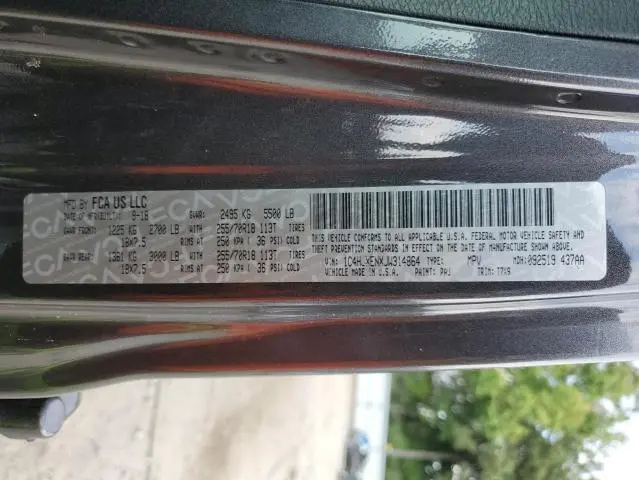 MFD BY FCA US LLC
DATE OF MFR(BUILT): 9-18 GVWR: 2495 KG 5500 LB
GAWR FRONT: 1225 KG 2700 LB 255/70R18 113T TIRES
18X7.5 RIMS AT 250 KPA ( 36 PSI) COLD
GAWR REAR: 1361 KG 3000 LB 255/70R18 113T TIRES
18X7.5 RIMS AT 250 KPA ( 36 PSI) COLD
THIS VEHICLE CONFORMS TO ALL APPLICABLE U.S.A. FEDERAL MOTOR VEHICLE SAFETY, BUMPER, AND
THEFT PREVENTION STANDARDS IN EFFECT ON THE DATE OF MANUFACTURE SHOWN ABOVE.
VIN: 1C4HJXENXJW314864 TYPE: MPV MDH: 092519 437AA
VEHICLE MADE IN U.S.A. PAINT: PAU TRIM: T7X9